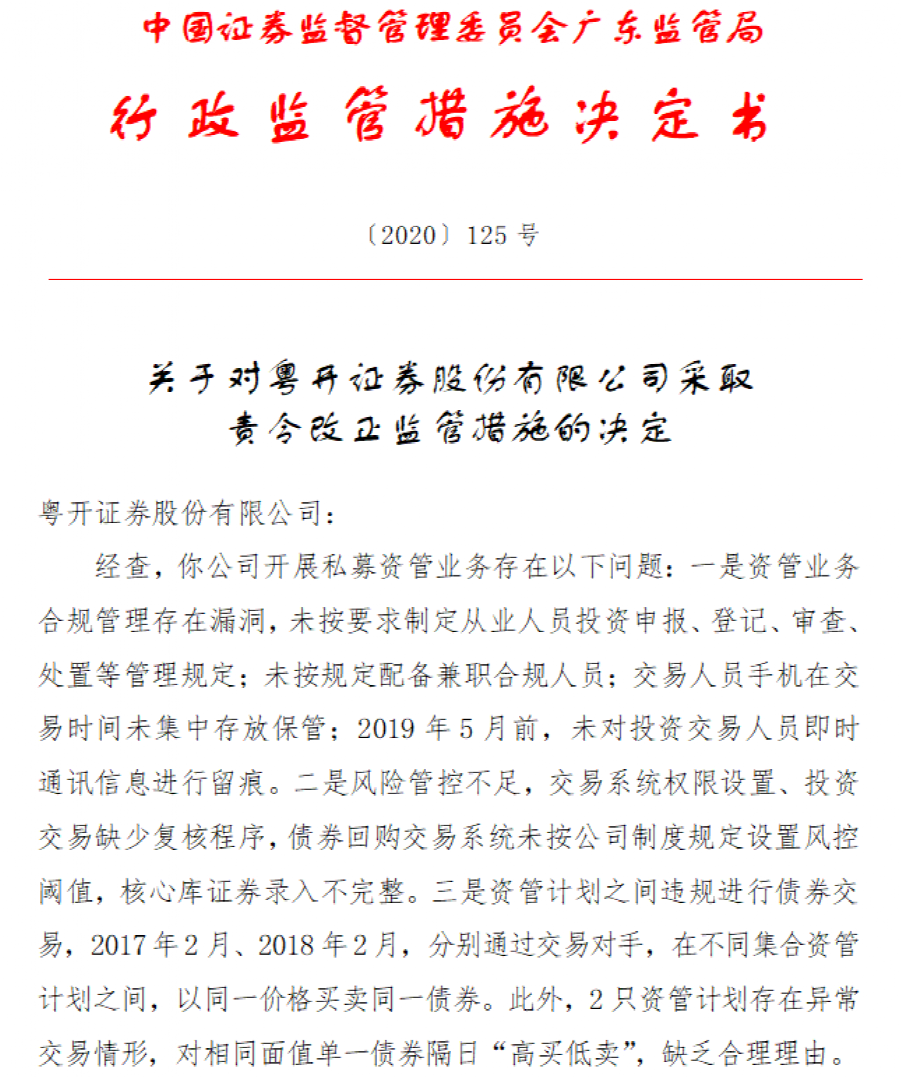 中国证券监督管理委员会广东监管局
行政监管措施决定书
〔2020〕125 号
关于对粤开证券股份有限公司采取
责令改正监管措施的决定
粤开证券股份有限公司：
经查，你公司开展私募资管业务存在以下问题：一是资管业务
合规管理存在漏洞，未按要求制定从业人员投资申报、登记、审查、
处置等管理规定；未按规定配备兼职合规人员；交易人员手机在交
易时间未集中存放保管；2019 年 5 月前，未对投资交易人员即时
通讯信息进行留痕。二是风险管控不足，交易系统权限设置、投资
交易缺少复核程序，债券回购交易系统未按公司制度规定设置风控
阈值，核心库证券录入不完整。三是资管计划之间违规进行债券交
易，2017 年 2 月、2018 年 2 月，分别通过交易对手，在不同集合资管
计划之间，以同一价格买卖同一债券。此外，2 只资管计划存在异常
交易情形，对相同面值单一债券隔日“高买低卖”，缺乏合理理由。